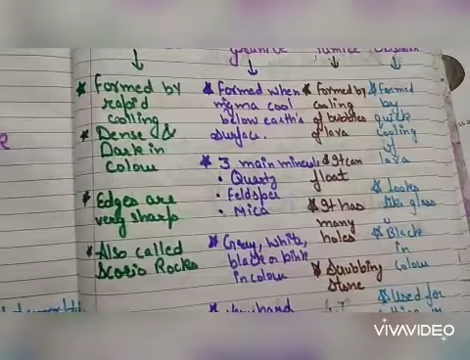 Granite
Pumice
Obsidian
* Formed by
rapid
colling
* Dense &
Dark in
colour
* Edges are
very sharp
* Also called
Scoria Rocks
* Formed when
magma cool
below earth's
surface.
* 3 main minerals
• Quartz
• Feldspar
• Mica
* Grey, White,
black or pink
in colour
* Very hard
* Formed by
cooling
of bubbles
of lava
* It can
float
* It has
many
holes
* Scrubbing
Stone
* Formed
by
quick
cooling
of
lava
* Looks
like glass
* Black
in
colour
* Used for
VIVAVIDEO